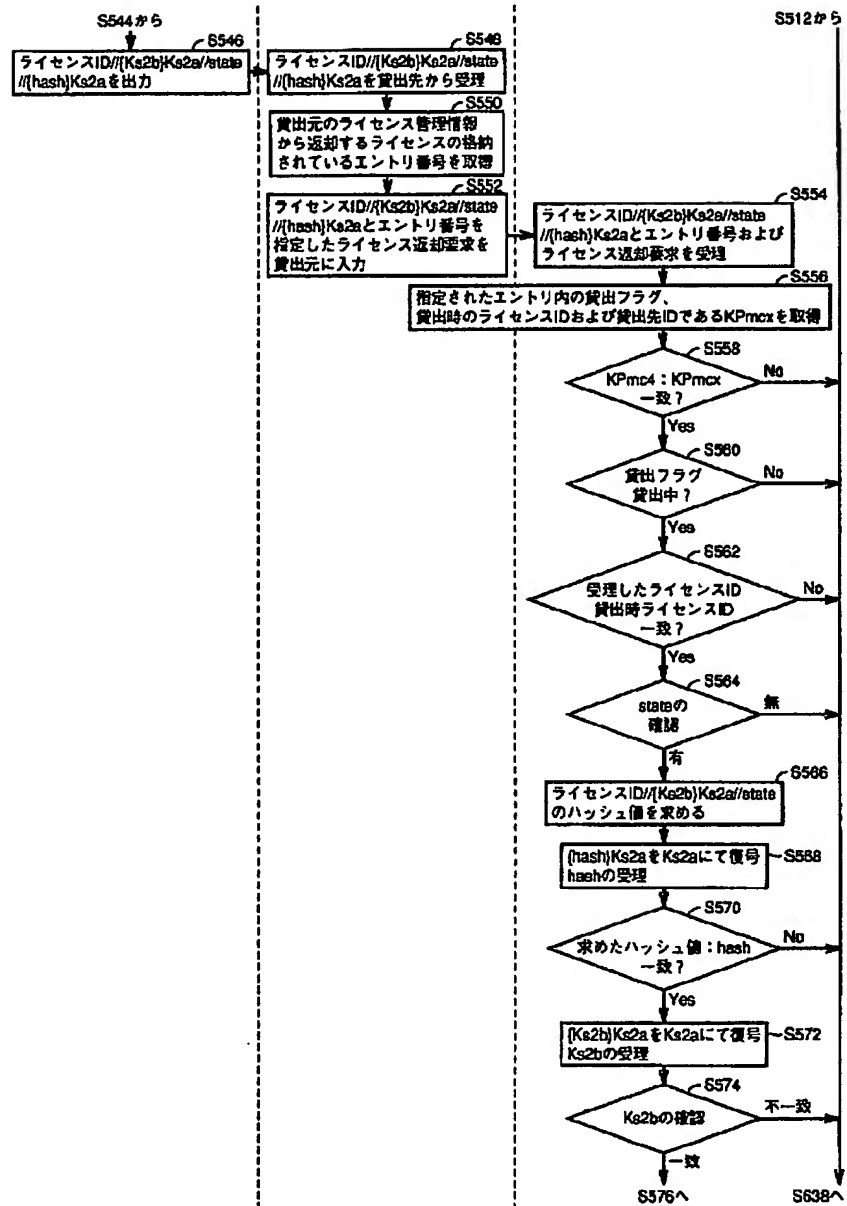 S544から
S512から
S546
ライセンスID//{Ks2b}Ks2a//state
//{hash}Ks2aを出力
S548
ライセンスID//{Ks2b}Ks2a//state
//{hash}Ks2aを貸出先から受理
S550
貸出元のライセンス管理情報
から返却するライセンスの格納
されているエントリ番号を取得
S552
ライセンスID//{Ks2b}Ks2a//state
//{hash}Ks2aとエントリ番号を
指定したライセンス返却要求を
貸出元に入力
S554
ライセンスID//{Ks2b}Ks2a//state
//{hash}Ks2aとエントリ番号および
ライセンス返却要求を受理
S556
指定されたエントリ内の貸出フラグ、
貸出時のライセンスIDおよび貸出先IDであるKPmcxを取得
S558
KPmc4:KPmcx
一致?
No
Yes
S560
貸出フラグ
貸出中?
No
Yes
S562
受理したライセンスID
貸出時ライセンスID
一致?
No
Yes
S564
stateの
確認
無
有
S566
ライセンスID//{Ks2b}Ks2a//state
のハッシュ値を求める
{hash}Ks2aをKs2aにて復号
hashの受理
S568
S570
求めたハッシュ値:hash
一致?
No
Yes
{Ks2b}Ks2aをKs2aにて復号
Ks2bの受理
S572
S574
Ks2bの確認
不一致
一致
S576へ
S638へ